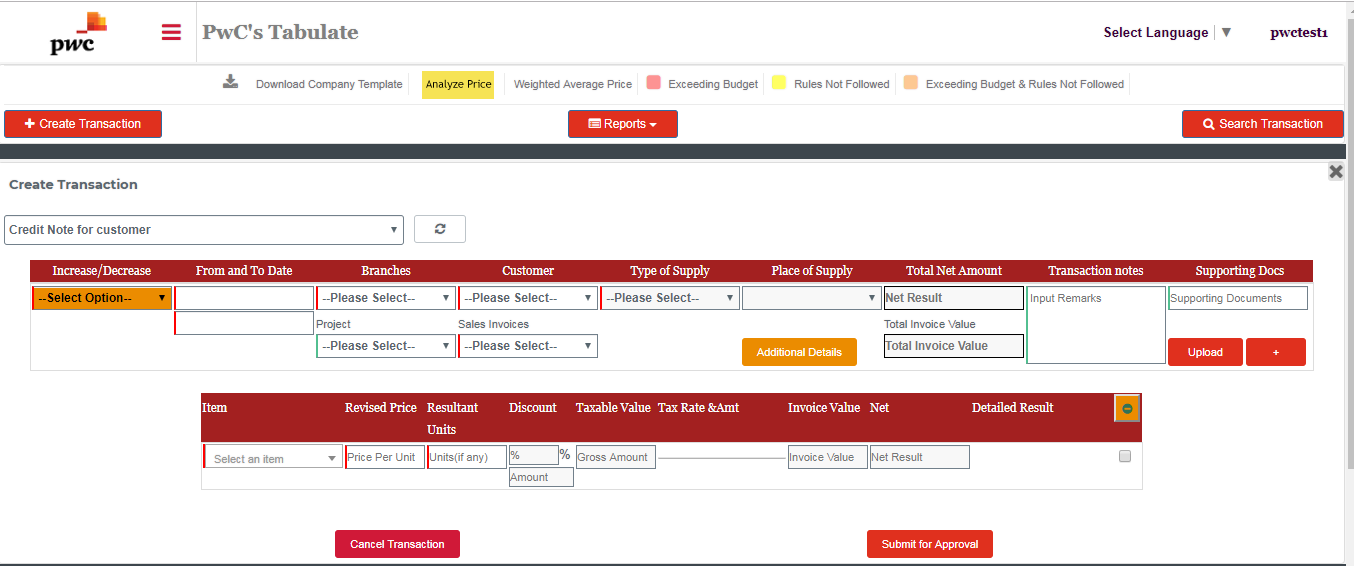 pwc
PwC's Tabulate
Select Language ▼
pwctest1
Download Company Template
Analyze Price
Weighted Average Price
Exceeding Budget
Rules Not Followed
Exceeding Budget & Rules Not Followed
+ Create Transaction
Reports
Search Transaction
Create Transaction
Credit Note for customer
Increase/Decrease From and To Date Branches Customer Type of Supply Place of Supply Total Net Amount Transaction notes Supporting Docs
--Select Option-- --Please Select-- --Please Select-- --Please Select-- Net Result Input Remarks Supporting Documents
Project Sales Invoices Total Invoice Value
--Please Select-- --Please Select-- Additional Details Total Invoice Value Upload +
Item Revised Price Resultant Discount Taxable Value Tax Rate &Amt Invoice Value Net Detailed Result
Units
Select an item Price Per Unit Units(if any) % % Gross Amount Invoice Value Net Result
Amount
Cancel Transaction Submit for Approval